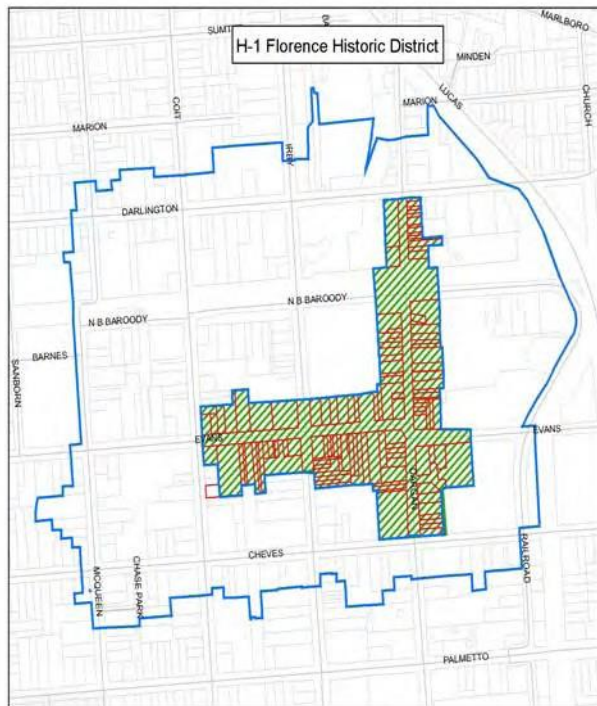 SUMT
MARLBORO
H-1 Florence Historic District
MINDEN
LUCAS
CHURCH
COIT
MARION
MARION
IRBY
DARLINGTON
N B BAROODY
N B BAROODY
BARNES
SANBORN
EVANS
EVANS
DARGAN
CHEVES
RAILROAD
MCQUEEN
CHASE PARK
PALMETTO